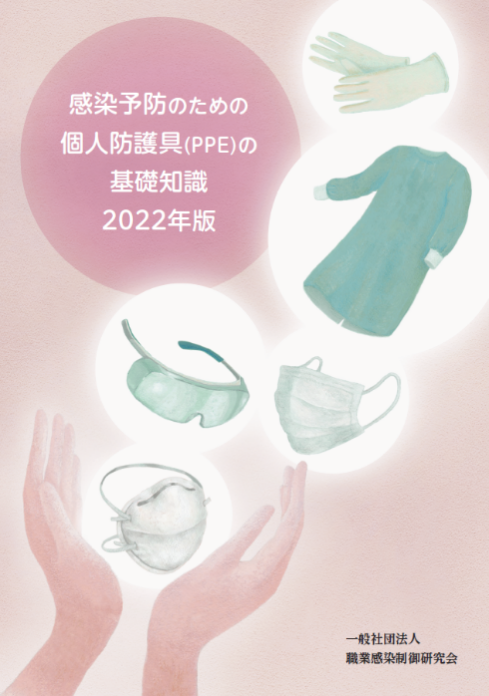 感染予防のための
個人防護具(PPE)の
基礎知識
2022年版
一般社団法人
職業感染制御研究会